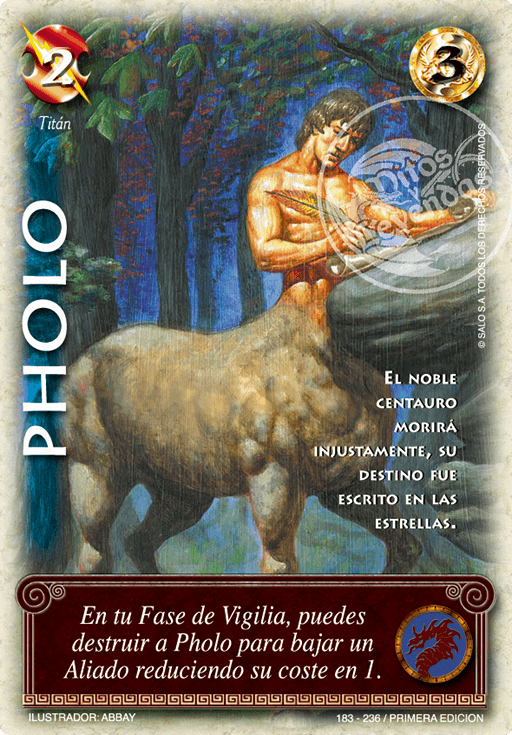 2
3
Titán
PHOLO
Mitos
y Leyendas
© SALO S.A. TODOS LOS DERECHOS RESERVADOS
EL NOBLE
CENTAURO
MORIRÁ
INJUSTAMENTE, SU
DESTINO FUE
ESCRITO EN LAS
ESTRELLAS.
En tu Fase de Vigilia, puedes
destruir a Pholo para bajar un
Aliado reduciendo su coste en 1.
ILUSTRADOR: ABBAY
183 - 236 / PRIMERA EDICION